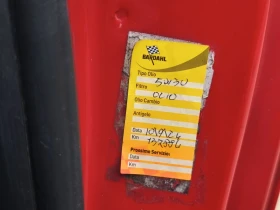 BARDAHL
Tipo Olio
5W30
Filtro
OLIO
Olio Cambio
Antigelo
Data
Km
Prossimo Servizio:
Data
Km